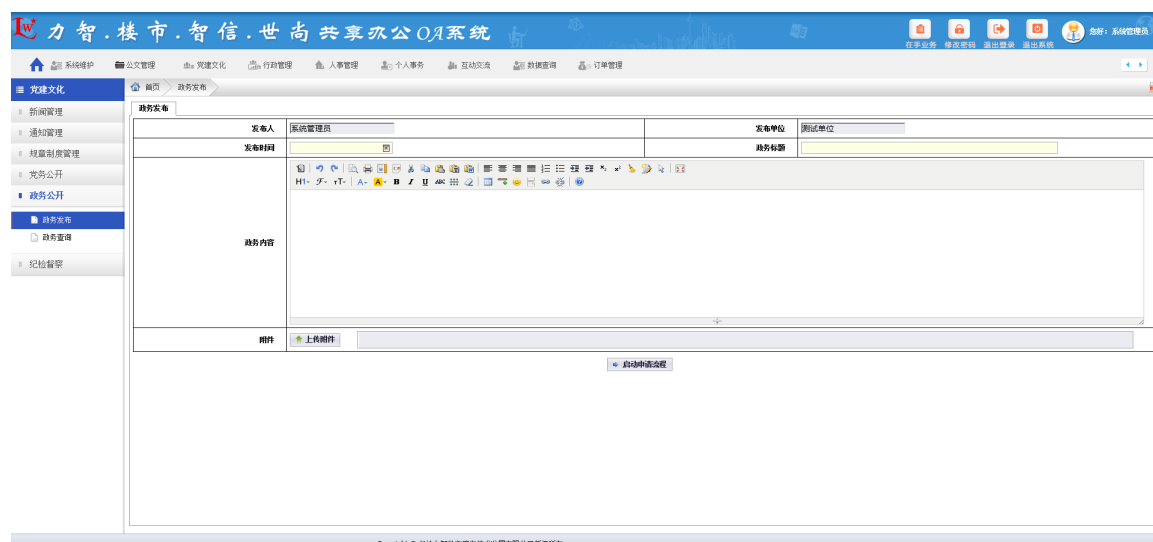 Lw 力智.楼市.智信.世尚共享办公OA系统
在手业务 修改密码 退出登录 退出系统 您好：系统管理员
系统维护 公文管理 党建文化 行政管理 人事管理 个人事务 互动交流 数据查询 订单管理
党建文化
首页 政务发布
新闻管理
通知管理
规章制度管理
党务公开
政务公开
政务发布
政务查询
纪检督察
政务发布
发布人 系统管理员 发布单位 测试单位
发布时间 政务标题
H1 F T A A B I U ABC
政务内容
附件 上传附件
启动申请流程